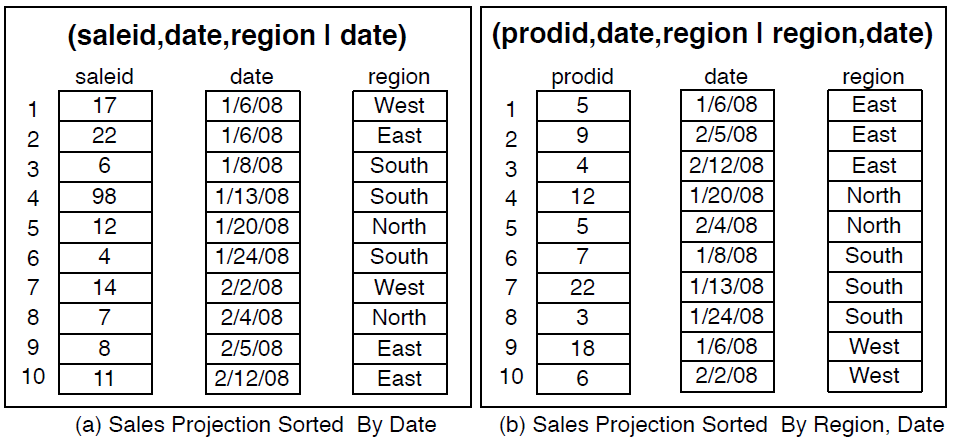 (saleid,date,region | date)
saleid date region
1 17 1/6/08 West
2 22 1/6/08 East
3 6 1/8/08 South
4 98 1/13/08 South
5 12 1/20/08 North
6 4 1/24/08 South
7 14 2/2/08 West
8 7 2/4/08 North
9 8 2/5/08 East
10 11 2/12/08 East
(a) Sales Projection Sorted By Date
(prodid,date,region | region,date)
prodid date region
1 5 1/6/08 East
2 9 2/5/08 East
3 4 2/12/08 East
4 12 1/20/08 North
5 5 2/4/08 North
6 7 1/8/08 South
7 22 1/13/08 South
8 3 1/24/08 South
9 18 1/6/08 West
10 6 2/2/08 West
(b) Sales Projection Sorted By Region, Date